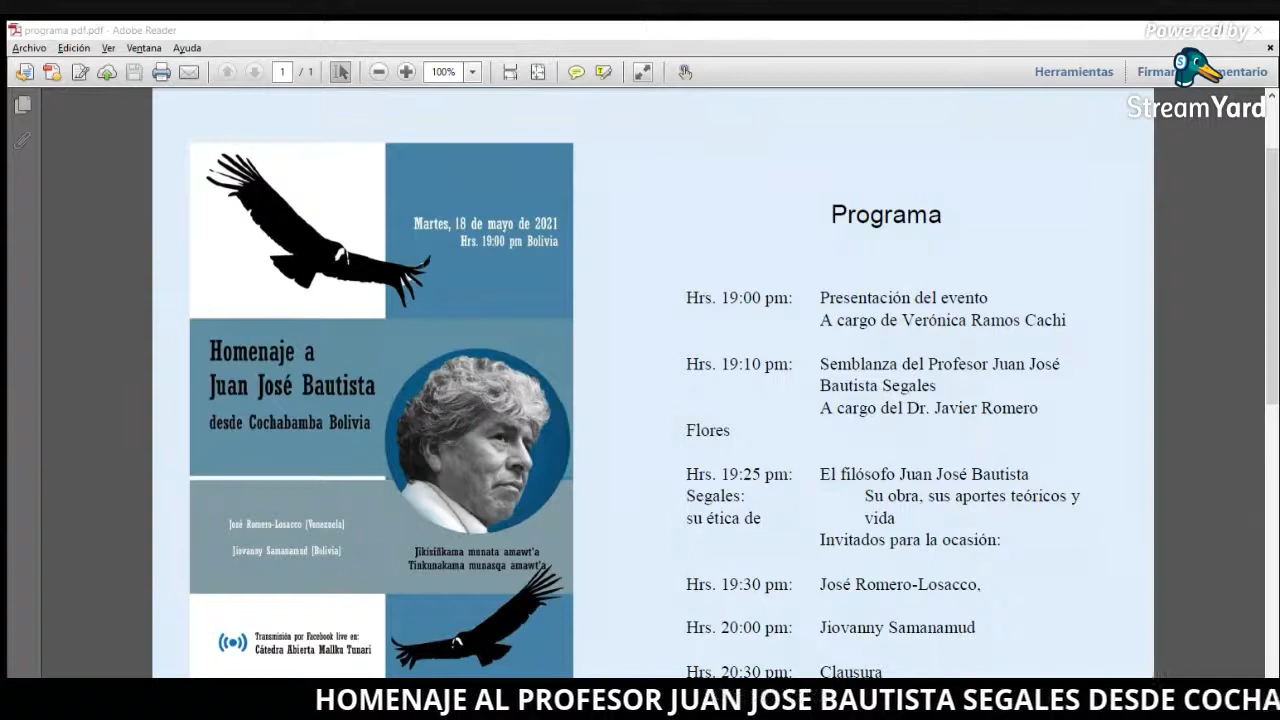 programa pdf.pdf - Adobe Reader
Powered by
Archivo Edición Ver Ventana Ayuda
1 / 1
100%
Herramientas
Firmar
mentario
StreamYard
Martes, 18 de mayo de 2021
Hrs. 19:00 pm Bolivia
Homenaje a
Juan José Bautista
desde Cochabamba Bolivia
José Romero-Losacco (Venezuela)
Jiovanny Samanamud (Bolivia)
Jikisiñkama munata amawt'a
Tinkunakama munasqa amawt'a
Transmisión por Facebook live en:
Cátedra Abierta Mallku Tunari
Programa
Hrs. 19:00 pm: Presentación del evento
A cargo de Verónica Ramos Cachi
Hrs. 19:10 pm: Semblanza del Profesor Juan José
Bautista Segales
A cargo del Dr. Javier Romero
Flores
Hrs. 19:25 pm: El filósofo Juan José Bautista
Segales: Su obra, sus aportes teóricos y
su ética de vida
Invitados para la ocasión:
Hrs. 19:30 pm: José Romero-Losacco,
Hrs. 20:00 pm: Jiovanny Samanamud
Hrs. 20:30 pm: Clausura
HOMENAJE AL PROFESOR JUAN JOSE BAUTISTA SEGALES DESDE COCHA